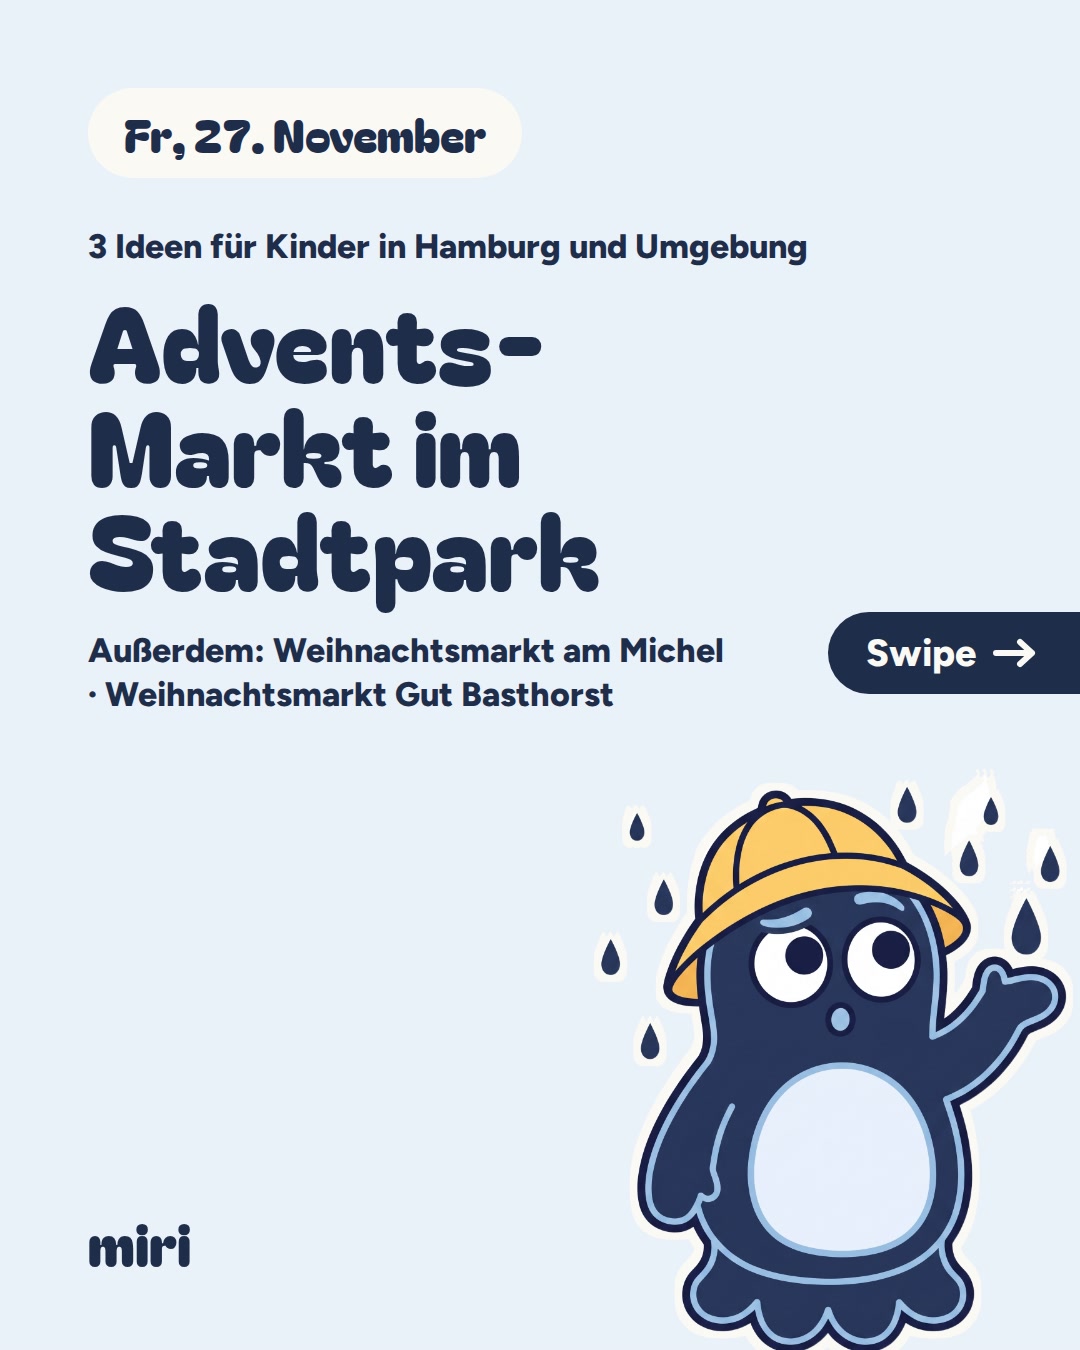 Fr, 27. November
3 Ideen für Kinder in Hamburg und Umgebung
Advents-
Markt im
Stadtpark
Außerdem: Weihnachtsmarkt am Michel
· Weihnachtsmarkt Gut Basthorst
Swipe →
miri